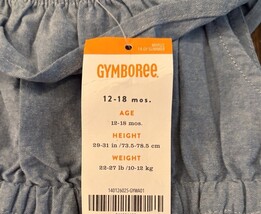 GYMBOREE
12-18 mos.
AGE
12-18 mos.
HEIGHT
29-31 in /73.5-78.5 cm
WEIGHT
22-27 lb /10-12 kg